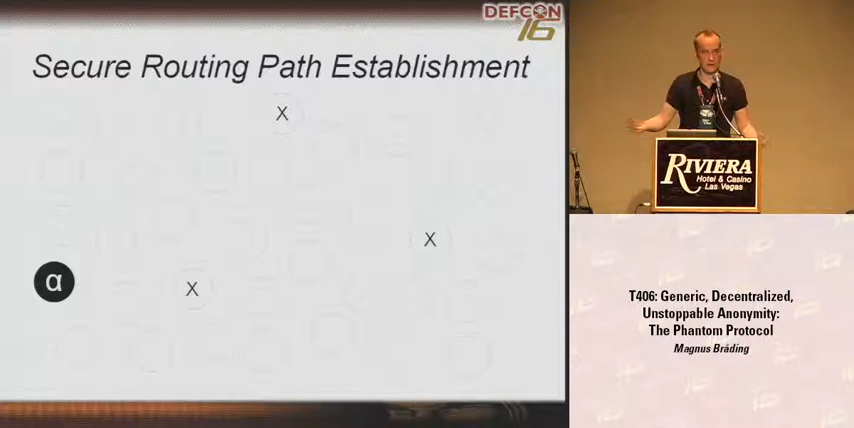 DEFCON
16
Secure Routing Path Establishment
X
X
α
X
RIVIERA
Hotel & Casino
Las Vegas
T406: Generic, Decentralized,
Unstoppable Anonymity:
The Phantom Protocol
Magnus Bråding